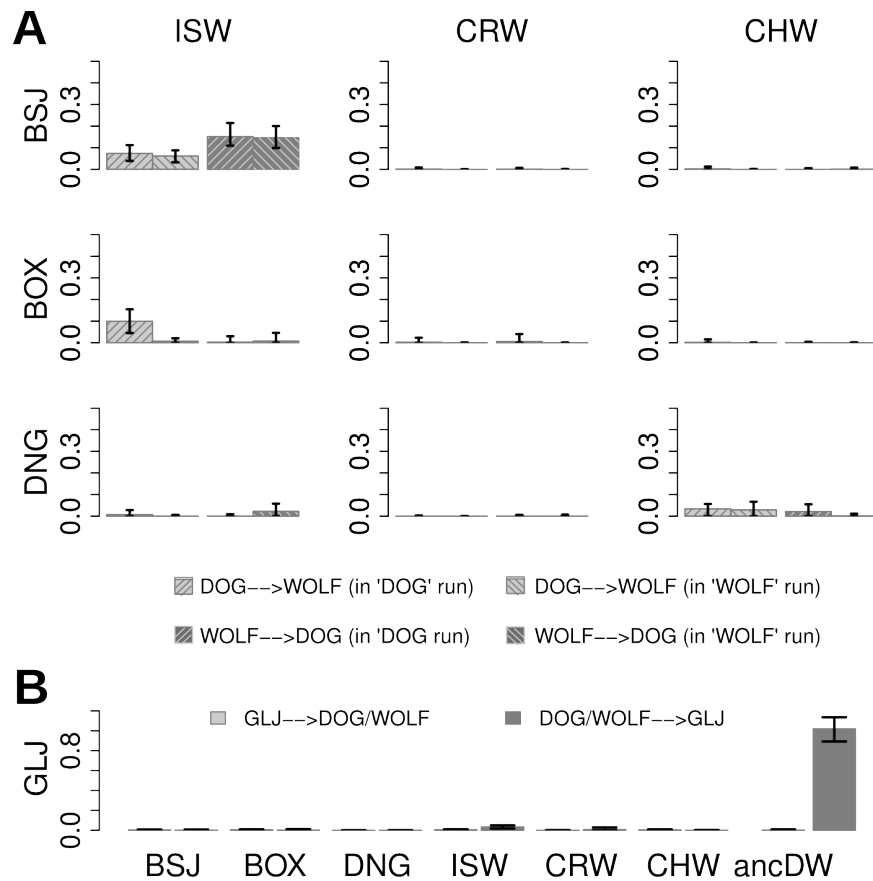 A
ISW CRW CHW
BSJ 0.0 0.3 0.0 0.3 0.0 0.3
BOX 0.0 0.3 0.0 0.3 0.0 0.3
DNG 0.0 0.3 0.0 0.3 0.0 0.3
DOG-->WOLF (in 'DOG' run) DOG-->WOLF (in 'WOLF' run)
WOLF-->DOG (in 'DOG run) WOLF-->DOG (in 'WOLF' run)
B
GLJ-->DOG/WOLF DOG/WOLF-->GLJ
GLJ 0.0 0.8
BSJ BOX DNG ISW CRW CHW ancDW